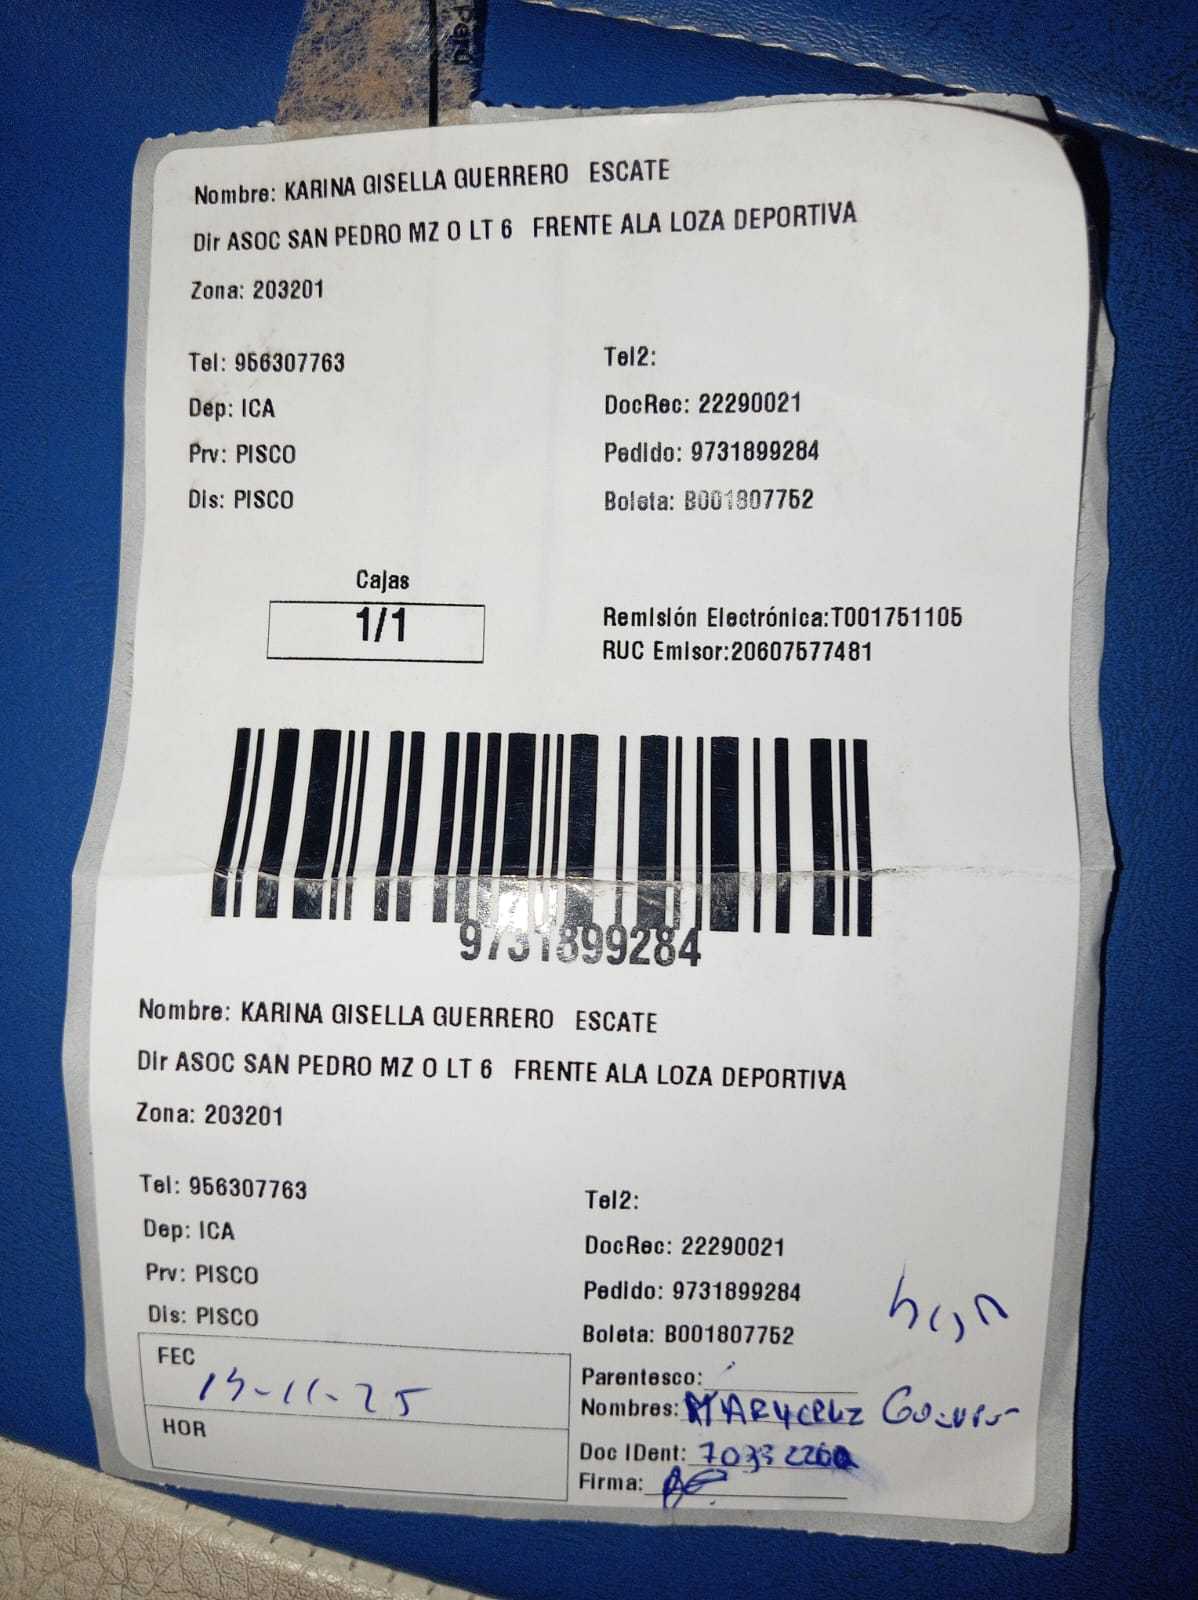 Perú
Nombre: KARINA GISELLA GUERRERO ESCATE
Dir ASOC SAN PEDRO MZ O LT 6 FRENTE ALA LOZA DEPORTIVA
Zona: 203201
Tel: 956307763 Tel2:
Dep: ICA DocRec: 22290021
Prv: PISCO Pedido: 9731899284
Dis: PISCO Boleta: B001807752
Cajas
1/1
Remisión Electrónica:T001751105
RUC Emisor:20607577481
9731899284
Nombre: KARINA GISELLA GUERRERO ESCATE
Dir ASOC SAN PEDRO MZ O LT 6 FRENTE ALA LOZA DEPORTIVA
Zona: 203201
Tel: 956307763 Tel2:
Dep: ICA DocRec: 22290021
Prv: PISCO Pedido: 9731899284
Dis: PISCO Boleta: B001807752
FEC
Parentesco:
Nombres: MARYCRUZ
HOR
Doc IDent:
Firma: